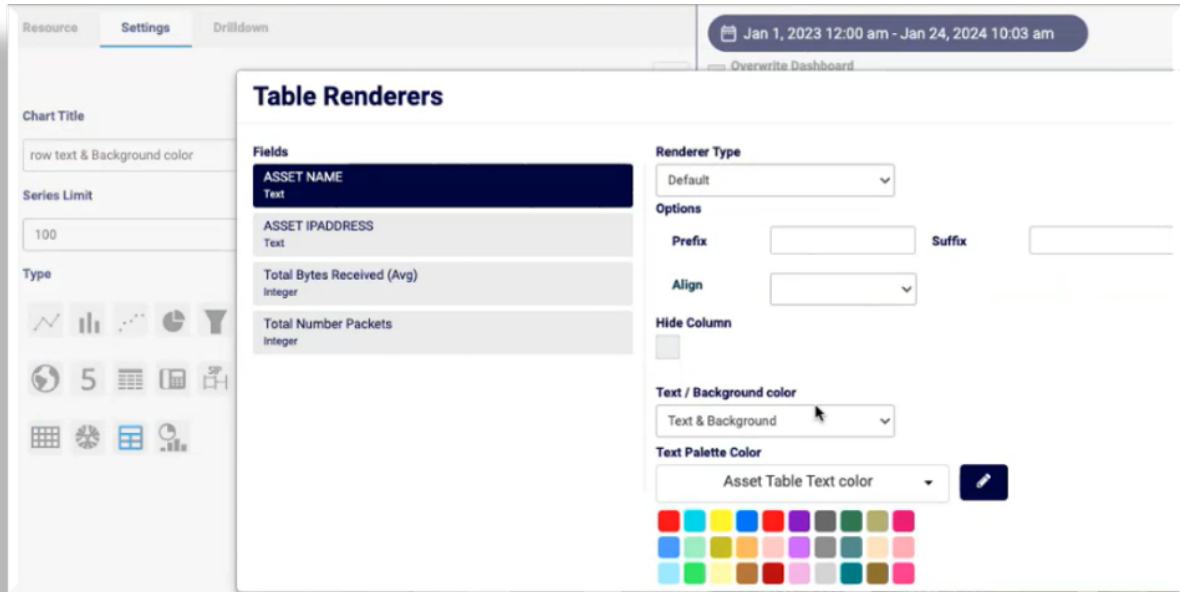 Resource Settings Drilldown
Jan 1, 2023 12:00 am - Jan 24, 2024 10:03 am
Overwrite Dashboard
Table Renderers
Chart Title
row text & Background color
Series Limit
100
Type
5
SIP
Fields
ASSET NAME
Text
ASSET IPADDRESS
Text
Total Bytes Received (Avg)
Integer
Total Number Packets
Integer
Renderer Type
Default
Options
Prefix Suffix
Align
Hide Column
Text / Background color
Text & Background
Text Palette Color
Asset Table Text color